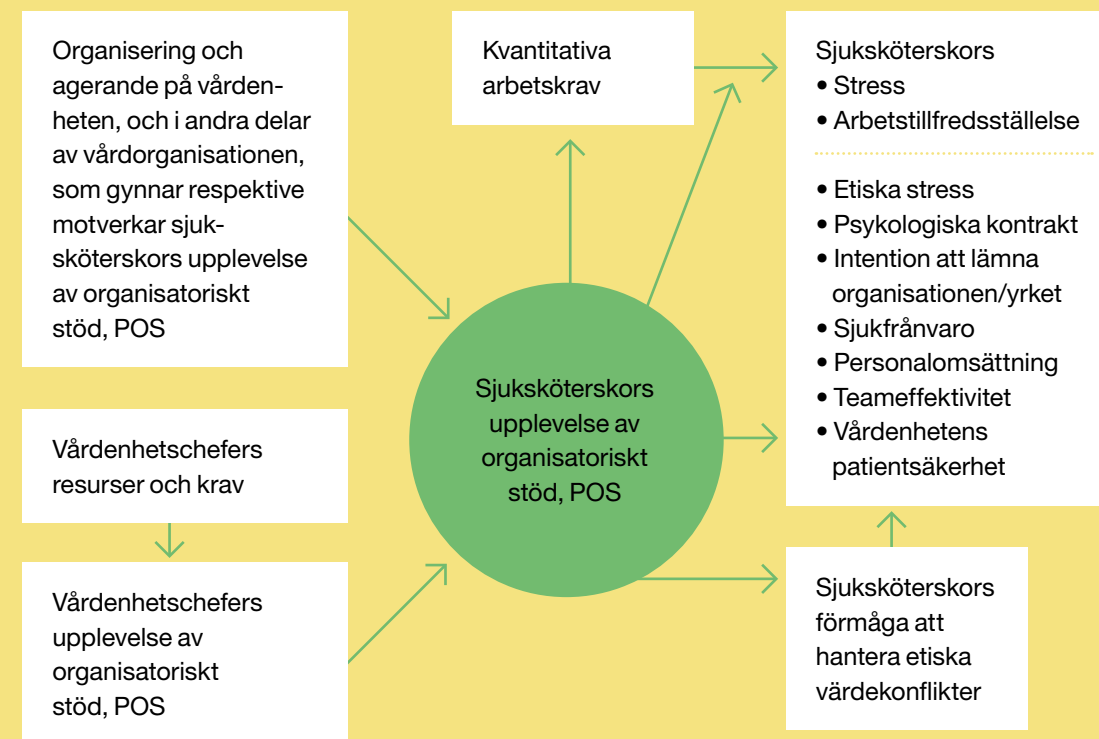 Organisering och
agerande på vården-
heten, och i andra delar
av vårdorganisationen,
som gynnar respektive
motverkar sjuk-
sköterskors upplevelse
av organisatoriskt
stöd, POS
Vårdenhetschefers
resurser och krav
Vårdenhetschefers
upplevelse av
organisatoriskt
stöd, POS
Kvantitativa
arbetskrav
Sjuksköterskors
upplevelse av
organisatoriskt
stöd, POS
Sjuksköterskors
• Stress
• Arbetstillfredsställelse
• Etiska stress
• Psykologiska kontrakt
• Intention att lämna
organisationen/yrket
• Sjukfrånvaro
• Personalomsättning
• Teameffektivitet
• Vårdenhetens
patientsäkerhet
Sjuksköterskors
förmåga att
hantera etiska
värdekonflikter